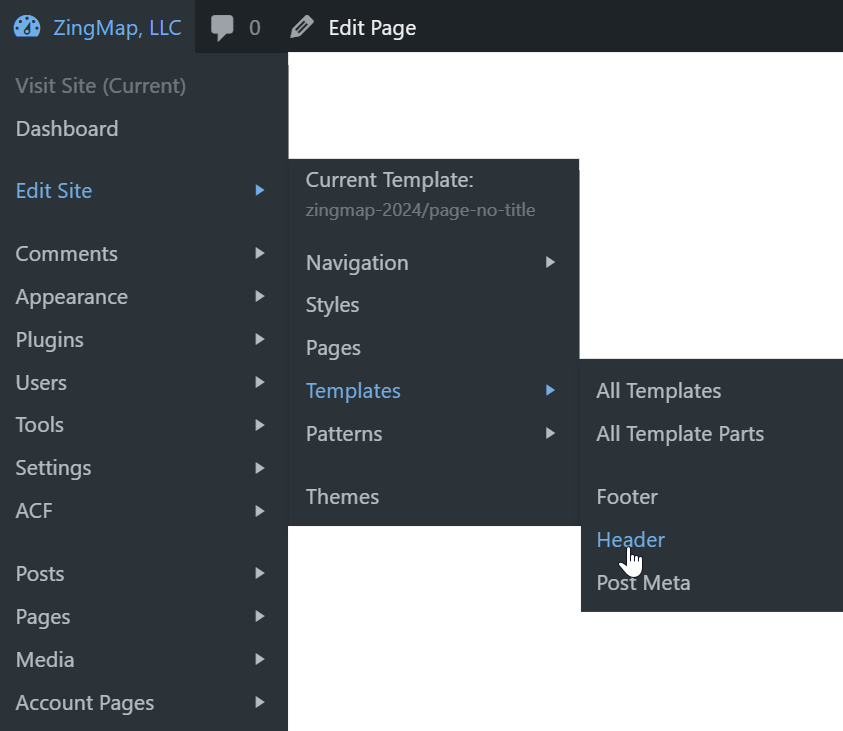 ZingMap, LLC
0
Edit Page
Visit Site (Current)
Dashboard
Edit Site
Comments
Appearance
Plugins
Users
Tools
Settings
ACF
Posts
Pages
Media
Account Pages
Current Template:
zingmap-2024/page-no-title
Navigation
Styles
Pages
Templates
Patterns
Themes
All Templates
All Template Parts
Footer
Header
Post Meta